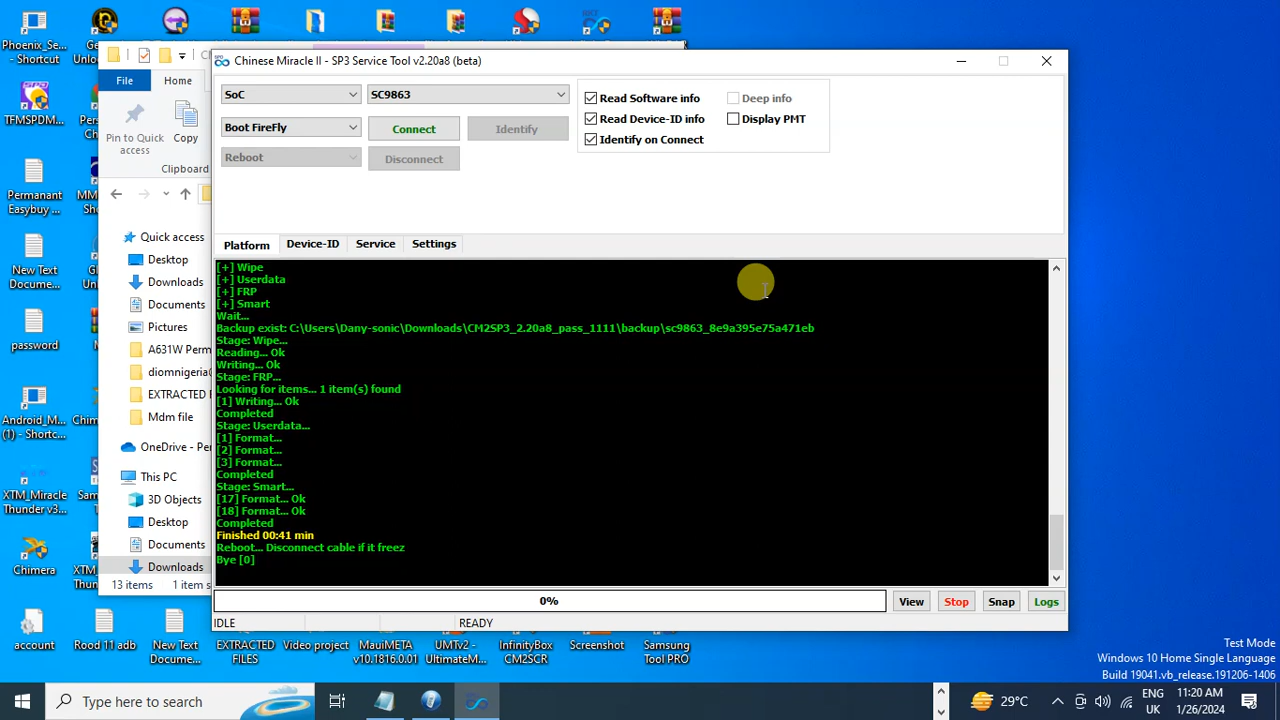 Phoenix_Se...
- Shortcut
Ge
Unlo
Chinese Miracle II - SP3 Service Tool v2.20a8 (beta)
File
Home
SoC
SC9863
Boot FireFly
Connect
Identify
Reboot
Disconnect
Read Software info
Deep info
Read Device-ID info
Display PMT
Identify on Connect
TFMSPDM...
Ch
Pin to Quick
access
Copy
Clipboard
Permanant
Easybuy ...
MM
Sho
Quick access
Desktop
Downloads
Documents
Pictures
A631W Perm
diomnigeria(
EXTRACTED F
Mdm file
OneDrive - Pers
This PC
3D Objects
Desktop
Documents
Downloads
13 items
1 item s
New Text
Docume...
password
Android_M...
(1) - Shortc...
Chim
XTM_Miracle
Thunder v3...
Sam
T
Chimera
XTM_
Thun
Platform
Device-ID
Service
Settings
[+] Wipe
[+] Userdata
[+] FRP
[+] Smart
Wait...
Backup exist: C:\Users\Dany-sonic\Downloads\CM2SP3_2.20a8_pass_1111\backup\sc9863_8e9a395e75a471eb
Stage: Wipe...
Reading... Ok
Writing... Ok
Stage: FRP...
Looking for items... 1 item(s) found
[1] Writing... Ok
Completed
Stage: Userdata...
[1] Format...
[2] Format...
[3] Format...
Completed
Stage: Smart...
[17] Format... Ok
[18] Format... Ok
Completed
Finished 00:41 min
Reboot... Disconnect cable if it freez
Bye [0]
0%
View
Stop
Snap
Logs
IDLE
READY
account
Rood 11 adb
New Text
Docume...
EXTRACTED
FILES
Video project
MauiMETA
v10.1816.0.01
UMTv2 -
UltimateM...
InfinityBox
CM2SCR
Screenshot
Samsung
Tool PRO
Test Mode
Windows 10 Home Single Language
Build 19041.vb_release.191206-1406
Type here to search
29°C
ENG
UK
11:20 AM
1/26/2024